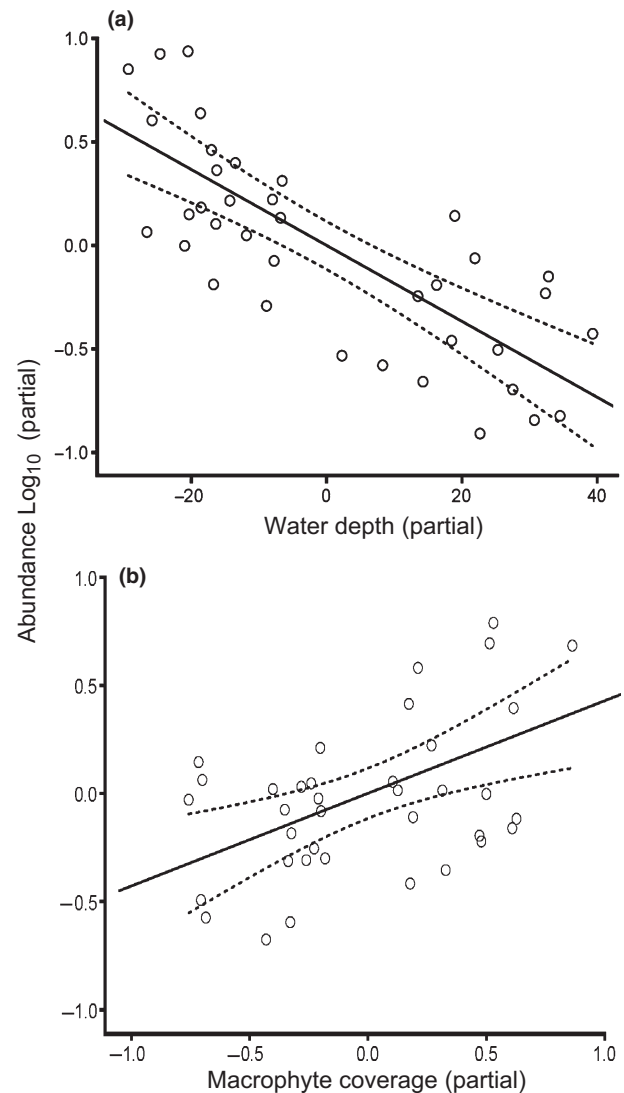 (a)
1.0
0.5
0.0
−0.5
−1.0
−20 0 20 40
Water depth (partial)
Abundance Log10 (partial)
(b)
1.0
0.5
0.0
−0.5
−1.0
−1.0 −0.5 0.0 0.5 1.0
Macrophyte coverage (partial)